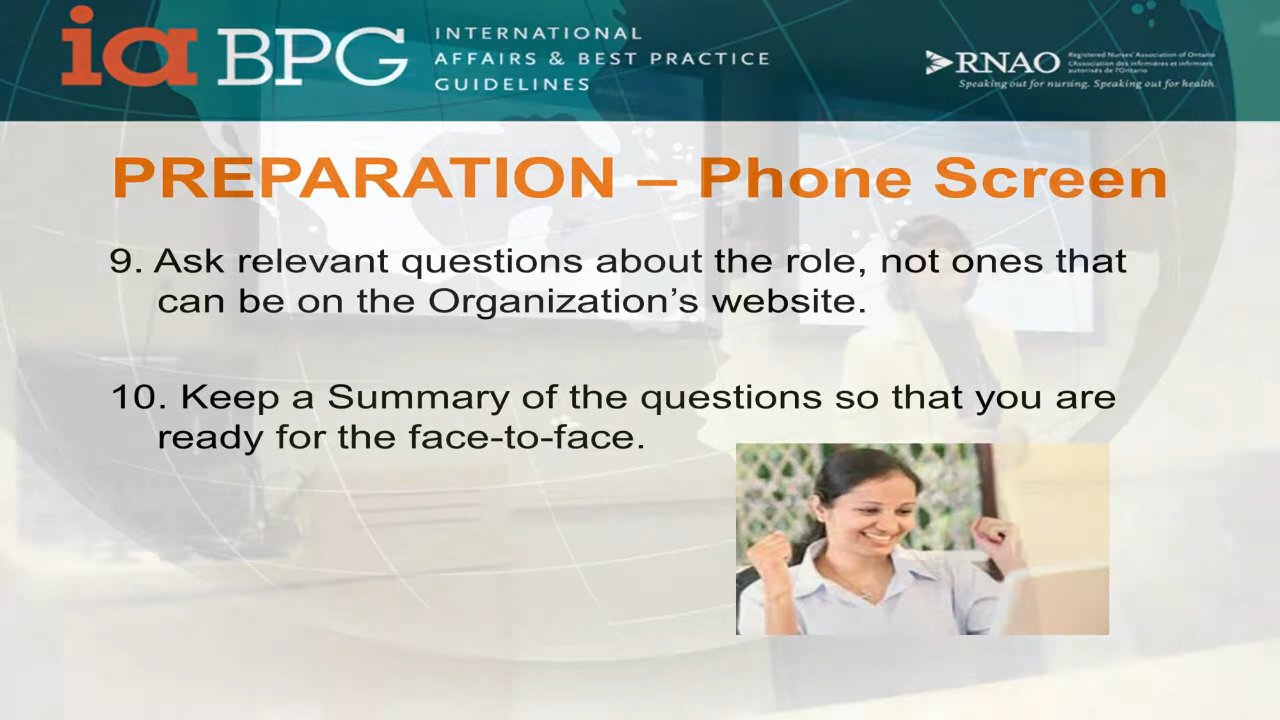 ia BPG
INTERNATIONAL
AFFAIRS & BEST PRACTICE
GUIDELINES
RNAO
Registered Nurses' Association of Ontario
L'Association des infirmières et infirmiers
autorisés de l'Ontario
Speaking out for nursing. Speaking out for health.
PREPARATION – Phone Screen
9. Ask relevant questions about the role, not ones that
can be on the Organization's website.
10. Keep a Summary of the questions so that you are
ready for the face-to-face.